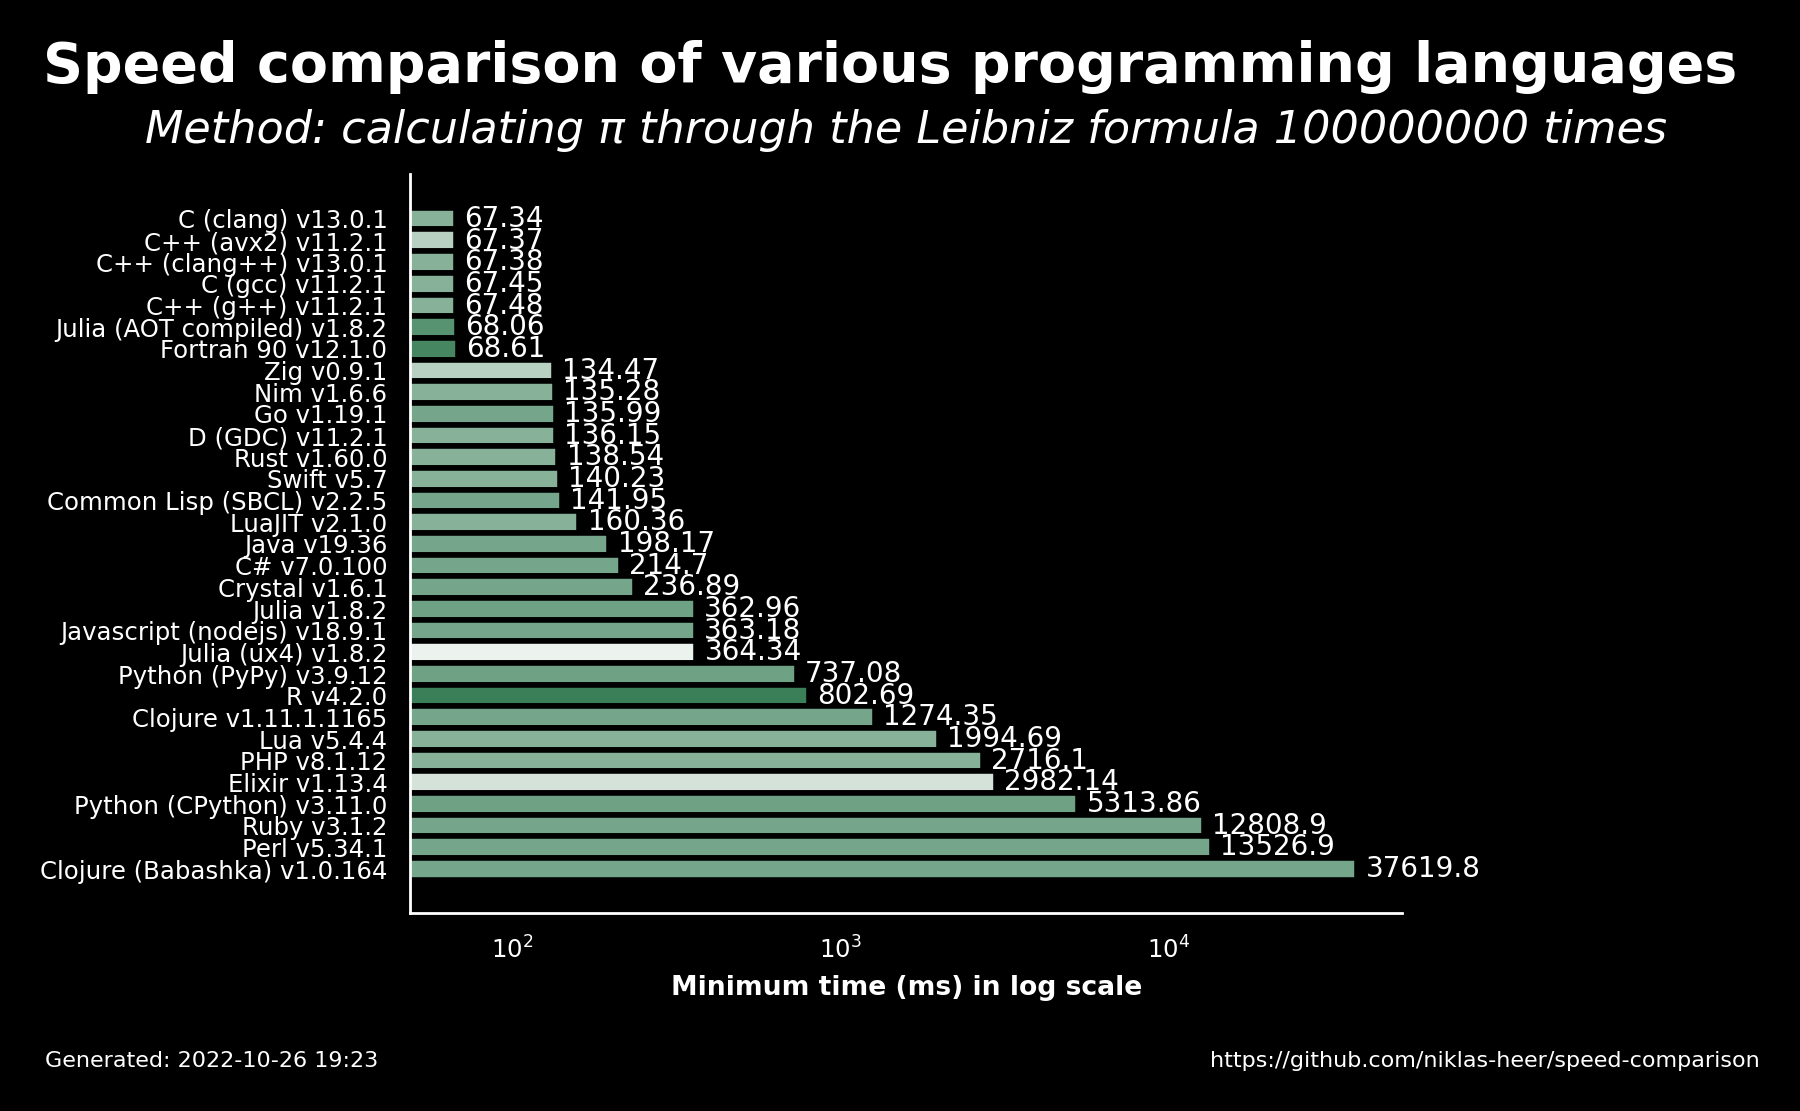 Speed comparison of various programming languages
Method: calculating π through the Leibniz formula 100000000 times
C (clang) v13.0.1 67.34
C++ (avx2) v11.2.1 67.37
C++ (clang++) v13.0.1 67.38
C (gcc) v11.2.1 67.45
C++ (g++) v11.2.1 67.48
Julia (AOT compiled) v1.8.2 68.06
Fortran 90 v12.1.0 68.61
Zig v0.9.1 134.47
Nim v1.6.6 135.28
Go v1.19.1 135.99
D (GDC) v11.2.1 136.15
Rust v1.60.0 138.54
Swift v5.7 140.23
Common Lisp (SBCL) v2.2.5 141.95
LuaJIT v2.1.0 160.36
Java v19.36 198.17
C# v7.0.100 214.7
Crystal v1.6.1 236.89
Julia v1.8.2 362.96
Javascript (nodejs) v18.9.1 363.18
Julia (ux4) v1.8.2 364.34
Python (PyPy) v3.9.12 737.08
R v4.2.0 802.69
Clojure v1.11.1.1165 1274.35
Lua v5.4.4 1994.69
PHP v8.1.12 2716.1
Elixir v1.13.4 2982.14
Python (CPython) v3.11.0 5313.86
Ruby v3.1.2 12808.9
Perl v5.34.1 13526.9
Clojure (Babashka) v1.0.164 37619.8
10² 10³ 10⁴
Minimum time (ms) in log scale
Generated: 2022-10-26 19:23 https://github.com/niklas-heer/speed-comparison